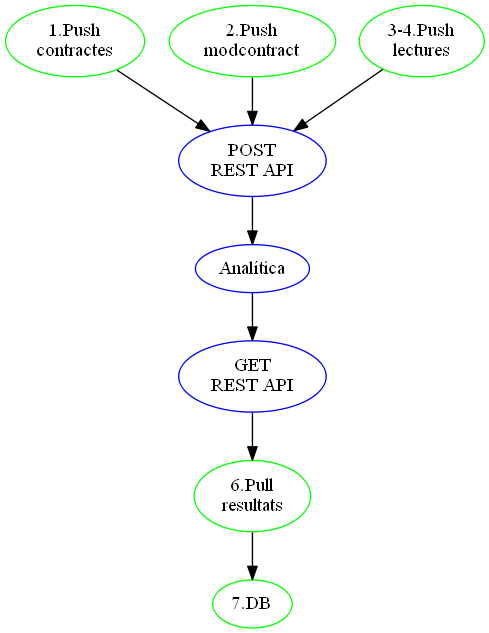 1.Push
contractes
2.Push
modcontract
3-4.Push
lectures
POST
REST API
Analítica
GET
REST API
6.Pull
resultats
7.DB